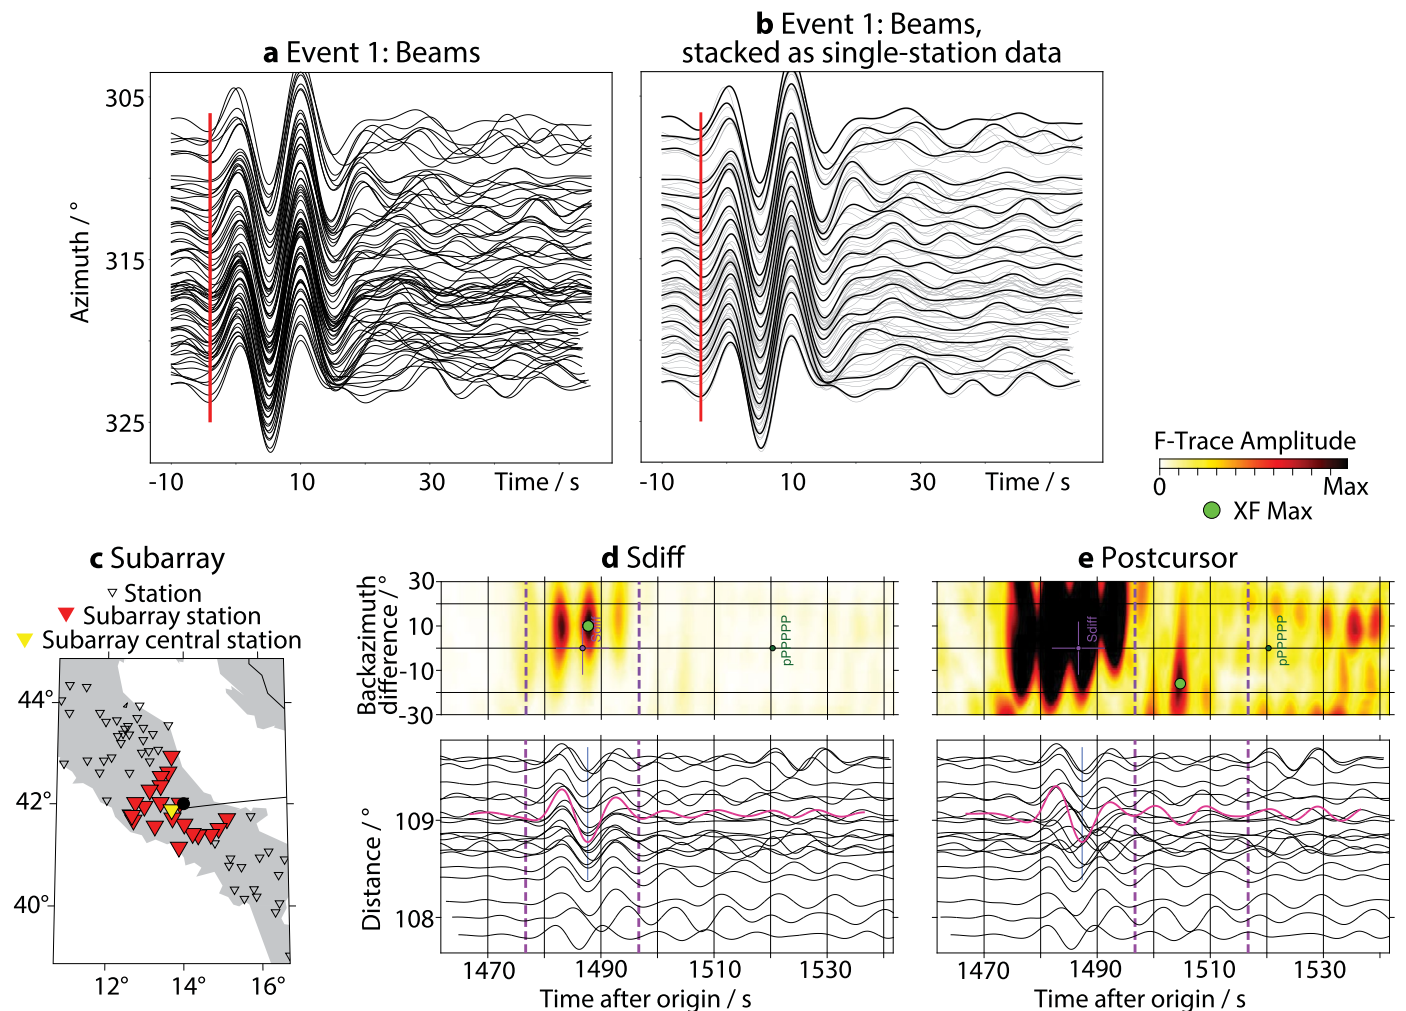 a Event 1: Beams
b Event 1: Beams,
stacked as single-station data
305
315
325
Azimuth / °
-10
10
30
Time / s
-10
10
30
Time / s
F-Trace Amplitude
0
Max
XF Max
c Subarray
Station
Subarray station
Subarray central station
44°
42°
40°
12°
14°
16°
d Sdiff
Backazimuth
difference / °
30
10
-10
-30
Sdiff
pPPPPP
Distance / °
109
108
1470
1490
1510
1530
Time after origin / s
e Postcursor
Sdiff
pPPPPP
1470
1490
1510
1530
Time after origin / s